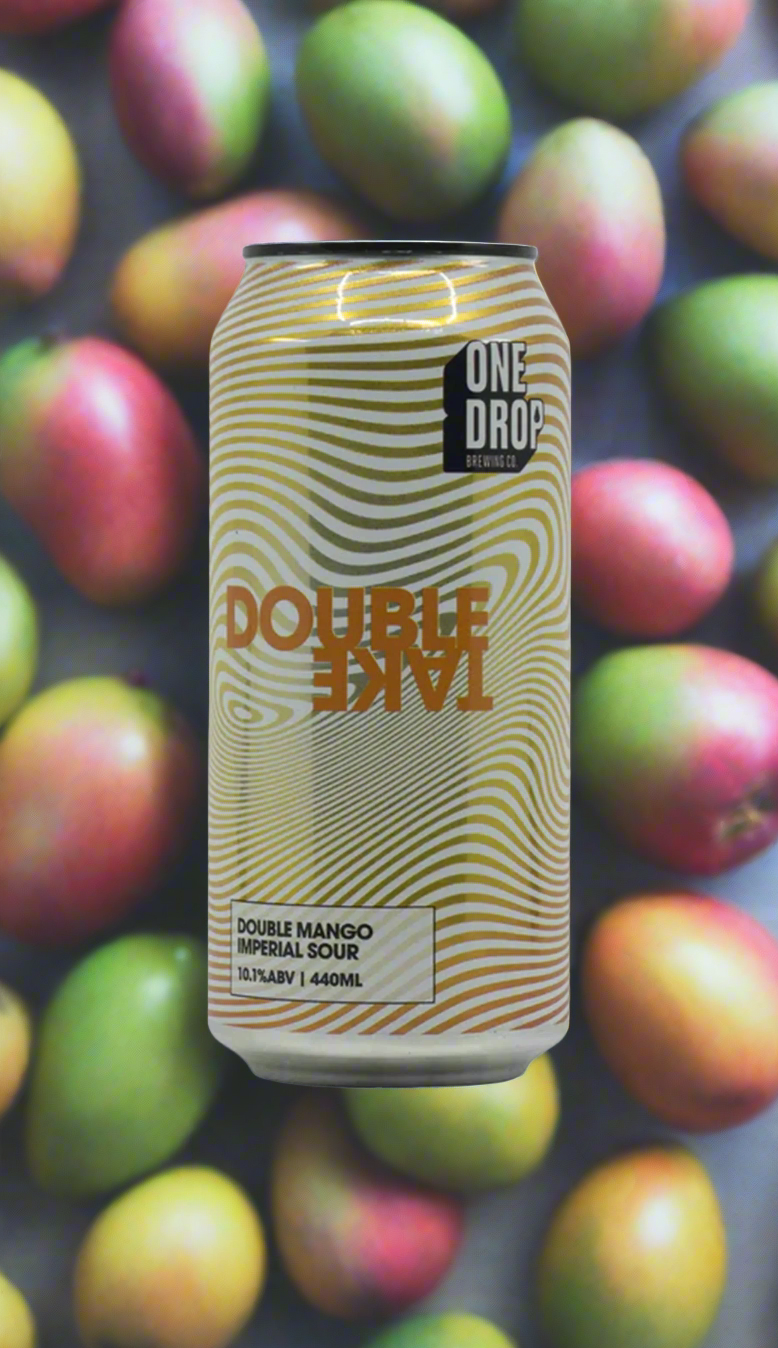 ONE
DROP
BREWING CO.
DOUBLE
TAKE
DOUBLE MANGO
IMPERIAL SOUR
10.1%ABV | 440ML